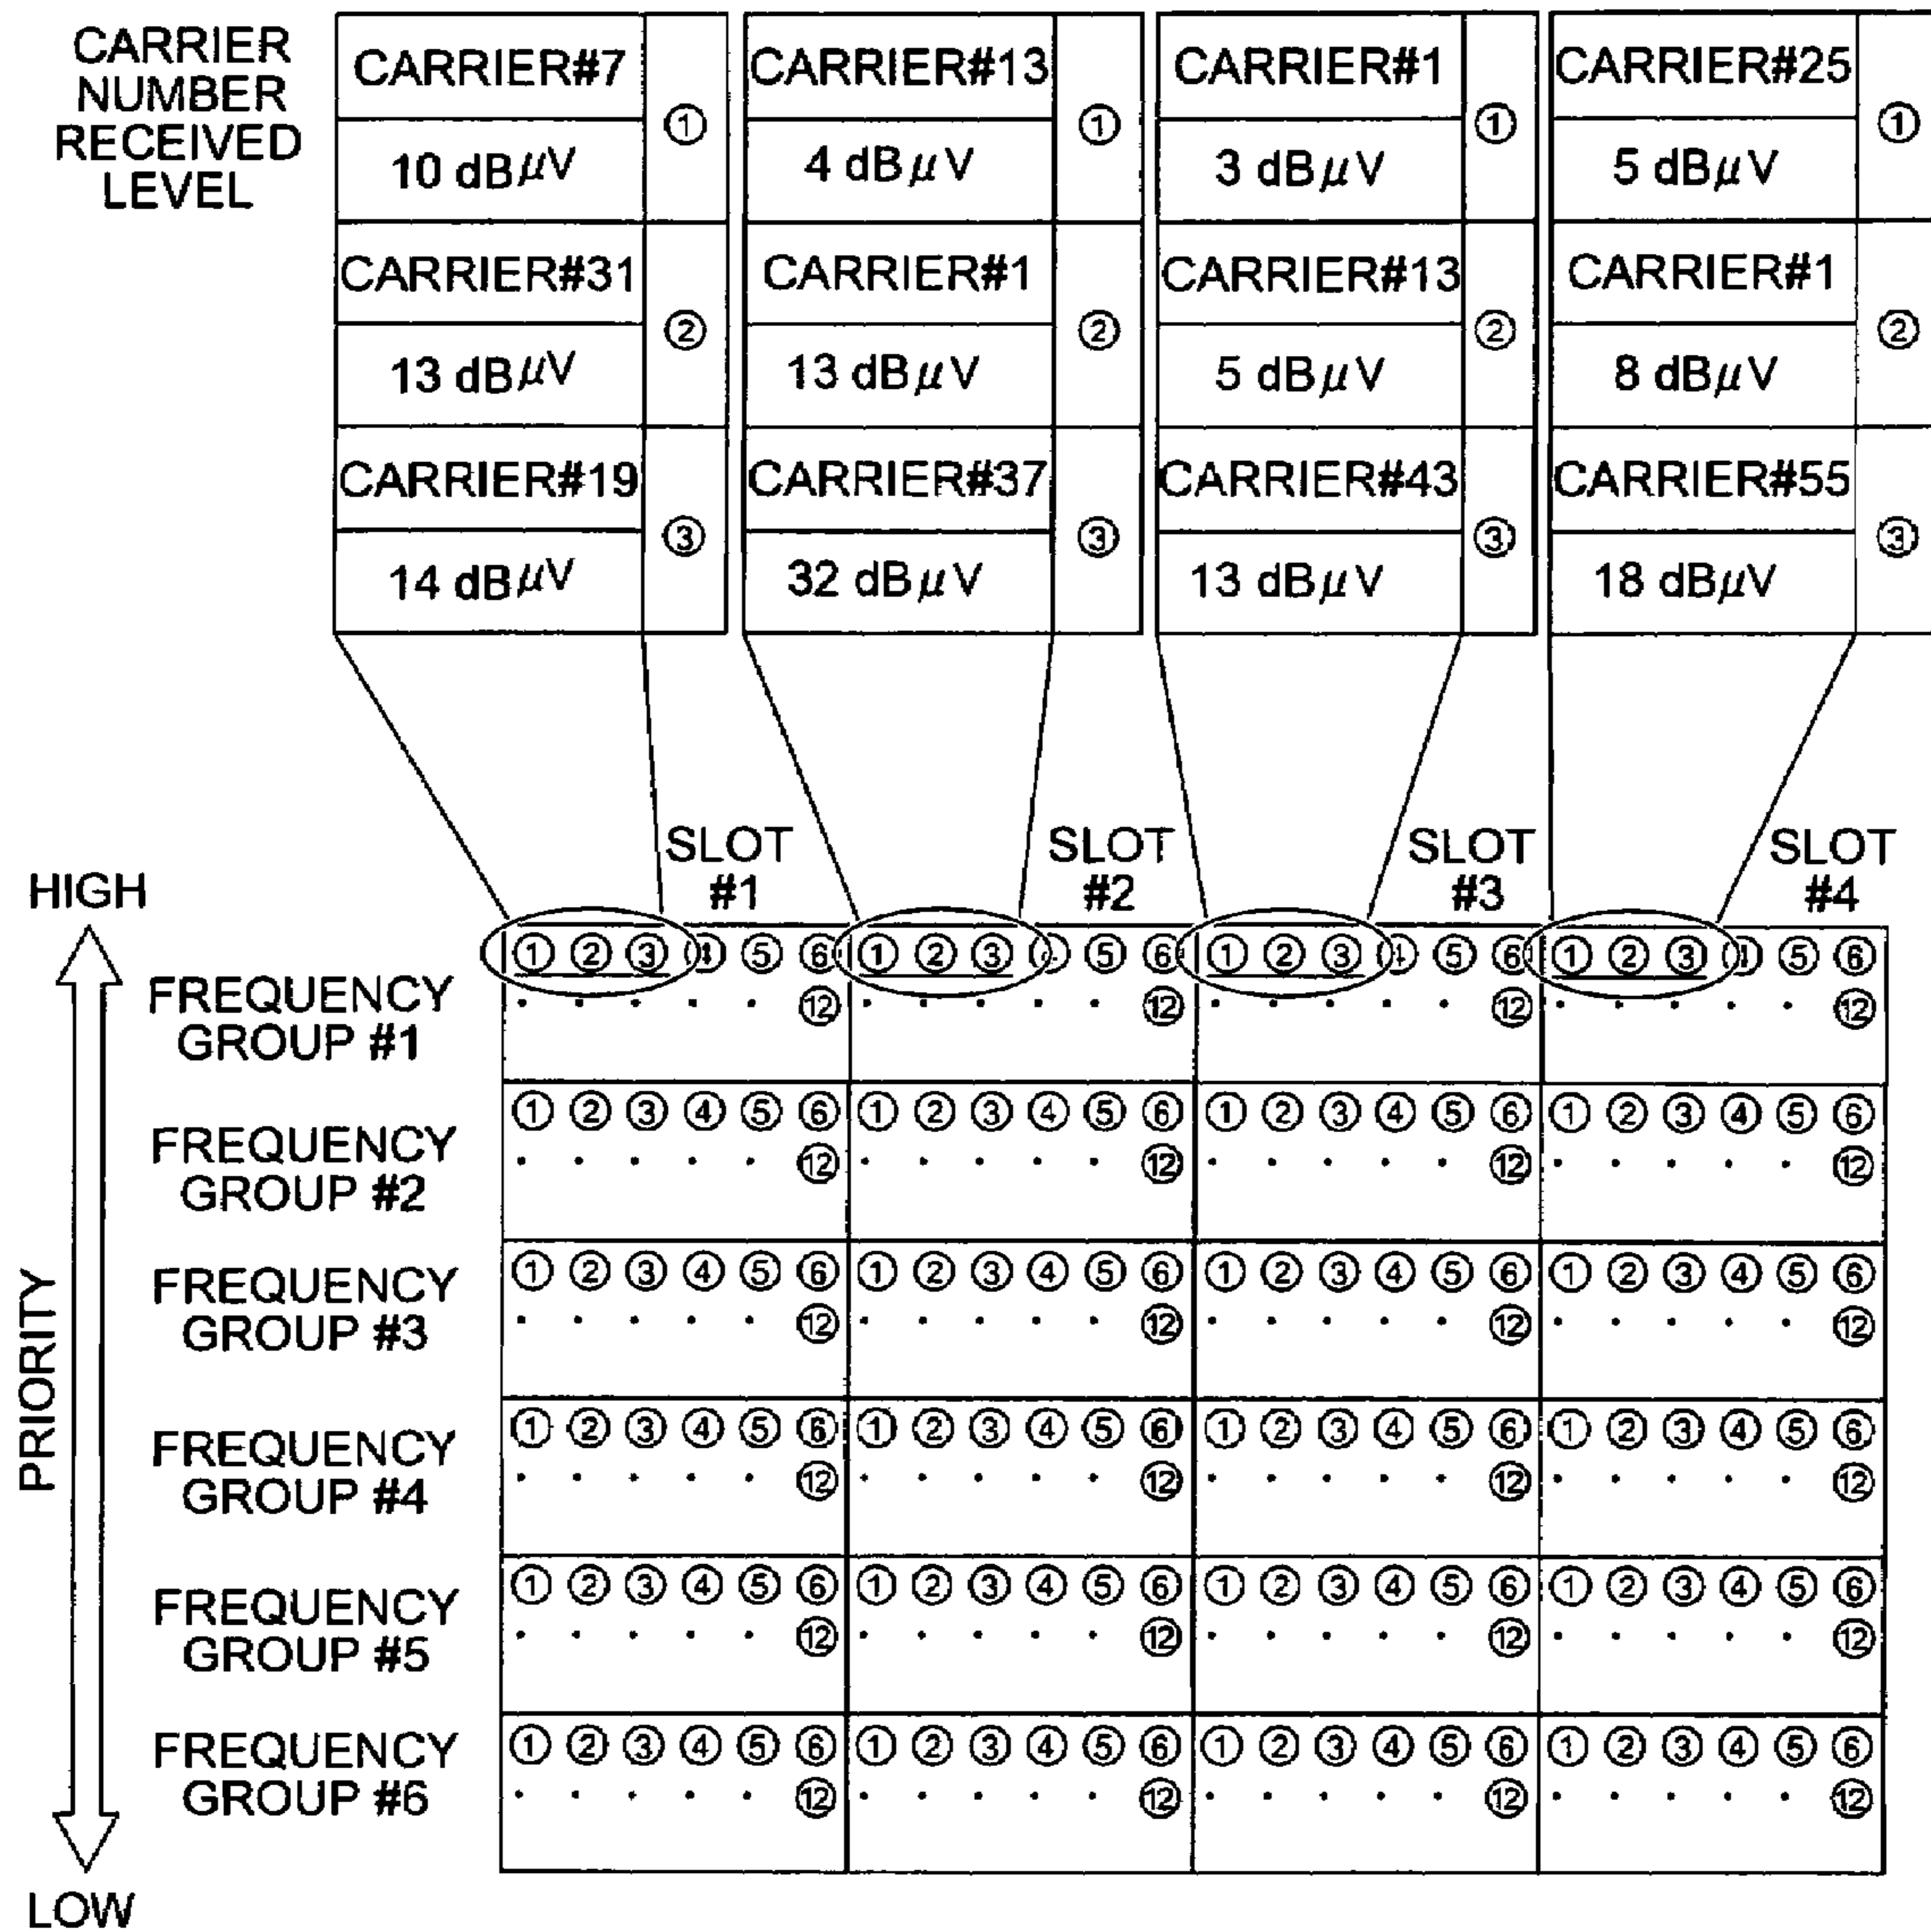 CARRIER
NUMBER
RECEIVED
LEVEL
CARRIER#7 ①
10 dBμV
CARRIER#31 ②
13 dBμV
CARRIER#19 ③
14 dBμV
CARRIER#13 ①
4 dBμV
CARRIER#1 ②
13 dBμV
CARRIER#37 ③
32 dBμV
CARRIER#1 ①
3 dBμV
CARRIER#13 ②
5 dBμV
CARRIER#43 ③
13 dBμV
CARRIER#25 ①
5 dBμV
CARRIER#1 ②
8 dBμV
CARRIER#55 ③
18 dBμV
SLOT
#1
SLOT
#2
SLOT
#3
SLOT
#4
HIGH
PRIORITY
LOW
FREQUENCY
GROUP #1
① ② ③ ⑤ ⑥ ① ② ③ ⑤ ⑥ ① ② ③ ⑤ ⑥ ① ② ③ ⑤ ⑥
· · · · · ⑫ · · · · · ⑫ · · · · · ⑫ · · · · · ⑫
FREQUENCY
GROUP #2
① ② ③ ④ ⑤ ⑥ ① ② ③ ④ ⑤ ⑥ ① ② ③ ④ ⑤ ⑥ ① ② ③ ④ ⑤ ⑥
· · · · · ⑫ · · · · · ⑫ · · · · · ⑫ · · · · · ⑫
FREQUENCY
GROUP #3
① ② ③ ④ ⑤ ⑥ ① ② ③ ④ ⑤ ⑥ ① ② ③ ④ ⑤ ⑥ ① ② ③ ④ ⑤ ⑥
· · · · · ⑫ · · · · · ⑫ · · · · · ⑫ · · · · · ⑫
FREQUENCY
GROUP #4
① ② ③ ④ ⑤ ⑥ ① ② ③ ④ ⑤ ⑥ ① ② ③ ④ ⑤ ⑥ ① ② ③ ④ ⑤ ⑥
· · · · · ⑫ · · · · · ⑫ · · · · · ⑫ · · · · · ⑫
FREQUENCY
GROUP #5
① ② ③ ④ ⑤ ⑥ ① ② ③ ④ ⑤ ⑥ ① ② ③ ④ ⑤ ⑥ ① ② ③ ④ ⑤ ⑥
· · · · · ⑫ · · · · · ⑫ · · · · · ⑫ · · · · · ⑫
FREQUENCY
GROUP #6
① ② ③ ④ ⑤ ⑥ ① ② ③ ④ ⑤ ⑥ ① ② ③ ④ ⑤ ⑥ ① ② ③ ④ ⑤ ⑥
· · · · · ⑫ · · · · · ⑫ · · · · · ⑫ · · · · · ⑫